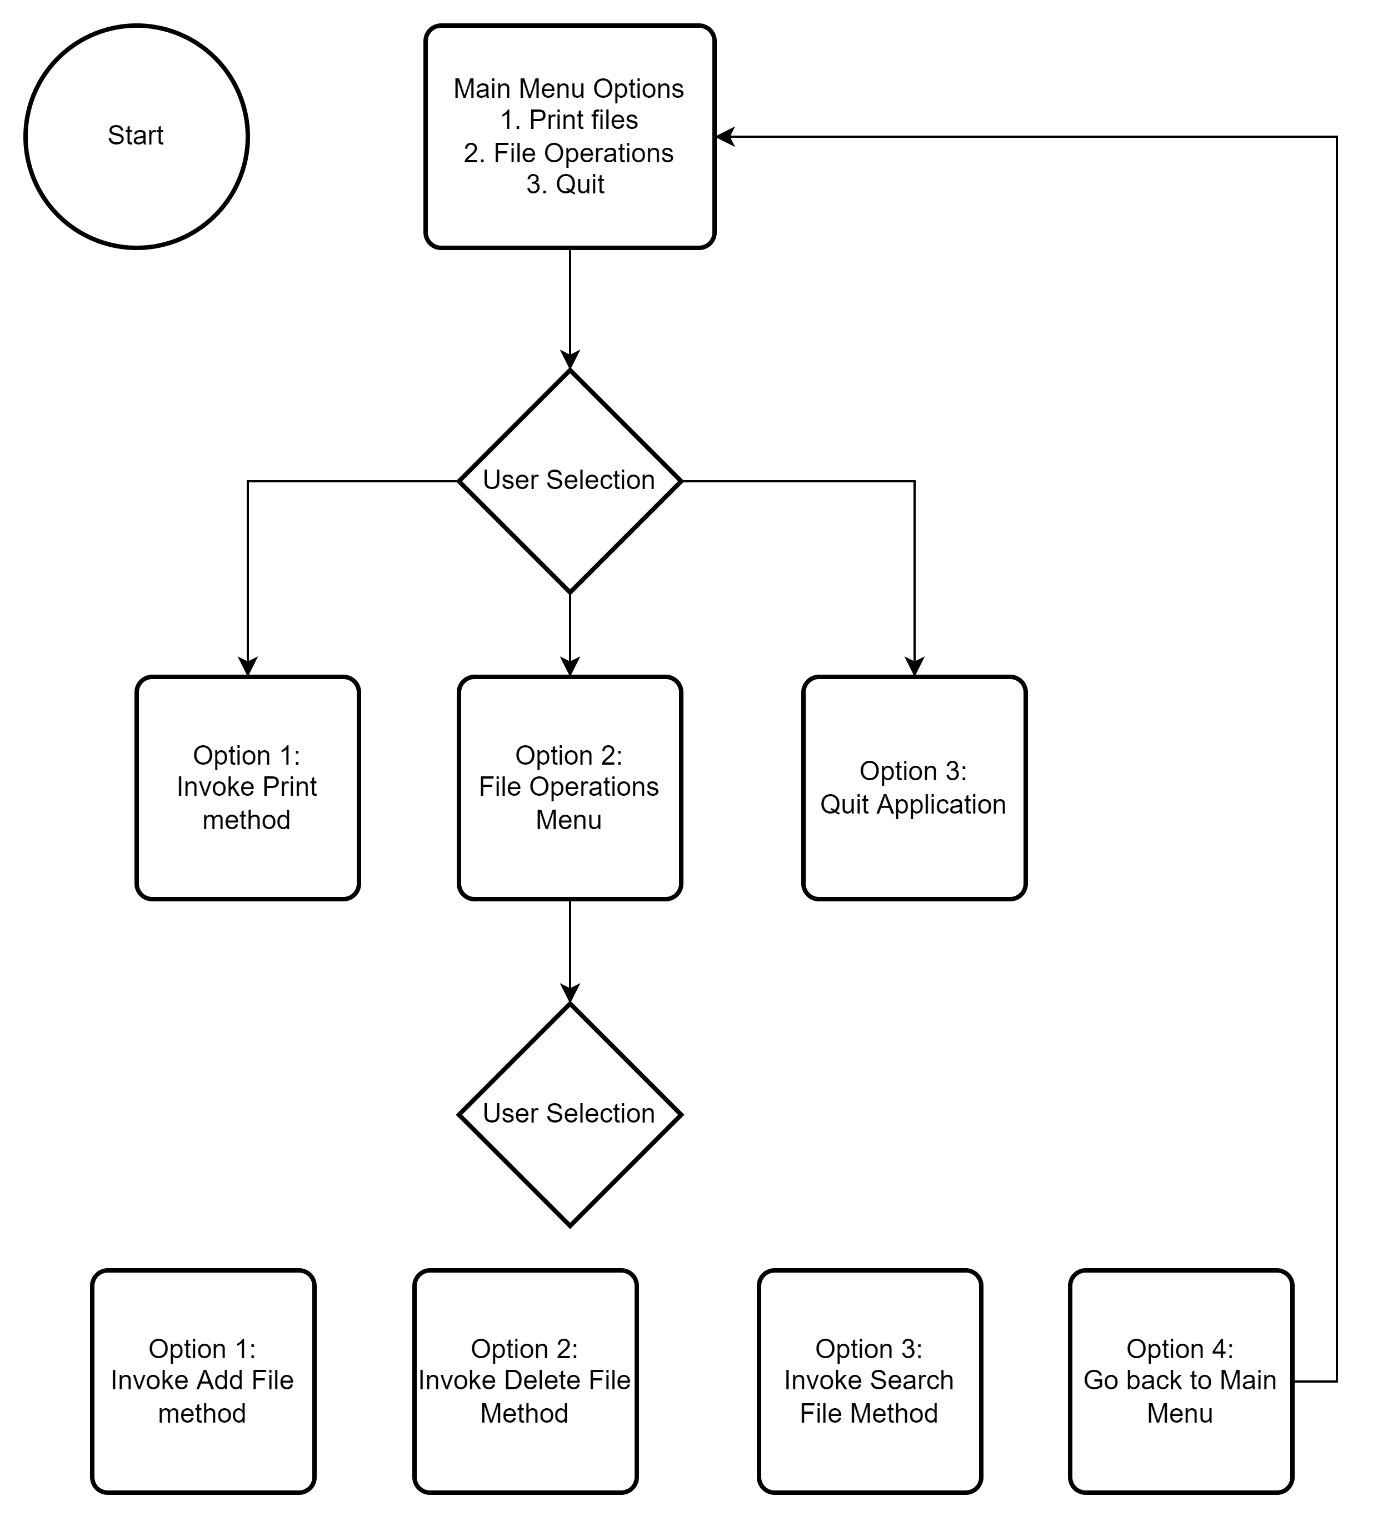 Start
Main Menu Options
1. Print files
2. File Operations
3. Quit
User Selection
Option 1:
Invoke Print
method
Option 2:
File Operations
Menu
Option 3:
Quit Application
User Selection
Option 1:
Invoke Add File
method
Option 2:
Invoke Delete File
Method
Option 3:
Invoke Search
File Method
Option 4:
Go back to Main
Menu